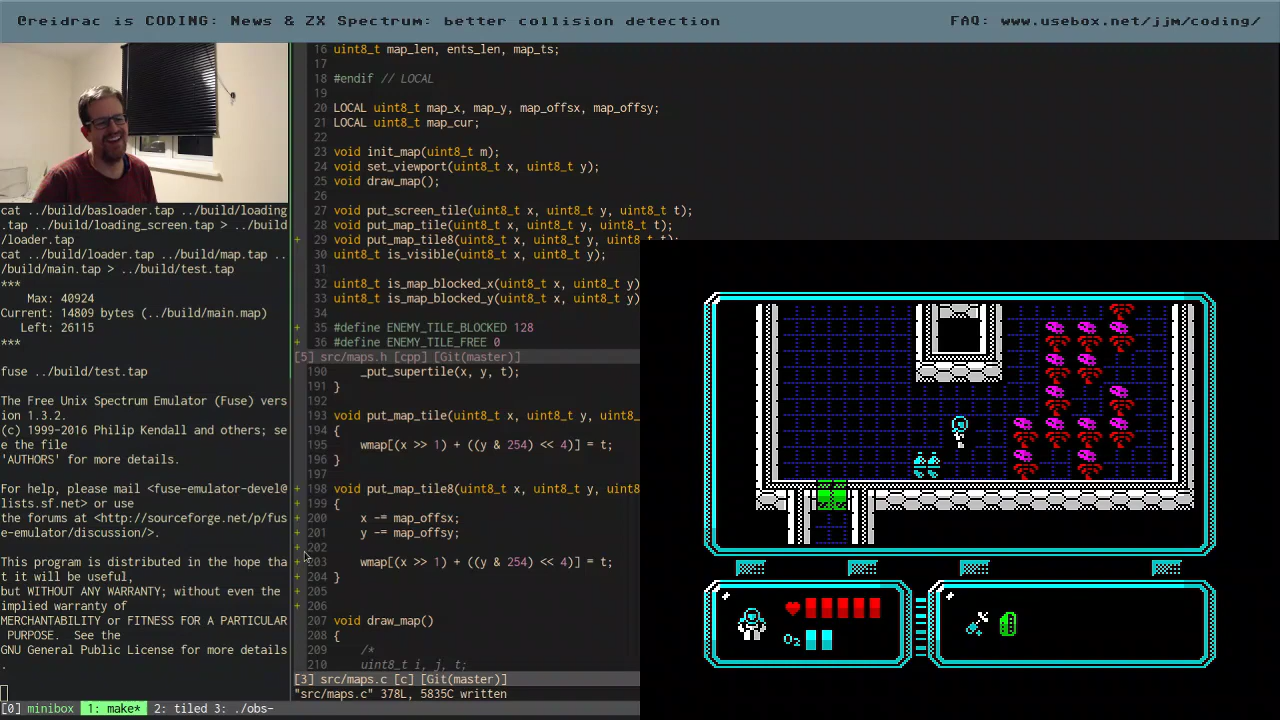 @reidrac is CODING: News & ZX Spectrum: better collision detection
FAQ: www.usebox.net/jjm/coding/
cat ../build/basloader.tap ../build/loading
.tap ../build/loading_screen.tap > ../build
/loader.tap
cat ../build/loader.tap ../build/map.tap ..
/build/main.tap > ../build/test.tap
***
Max: 40924
Current: 14809 bytes (../build/main.map)
Left: 26115
***
fuse ../build/test.tap
The Free Unix Spectrum Emulator (Fuse) vers
ion 1.3.2.
(c) 1999-2016 Philip Kendall and others; se
e the file
'AUTHORS' for more details.
For help, please mail <fuse-emulator-devel@
lists.sf.net> or use
the forums at <http://sourceforge.net/p/fus
e-emulator/discussion/>.
This program is distributed in the hope tha
t it will be useful,
but WITHOUT ANY WARRANTY; without even the
implied warranty of
MERCHANTABILITY or FITNESS FOR A PARTICULAR
PURPOSE.  See the
GNU General Public License for more details
.
16 uint8_t map_len, ents_len, map_ts;
17
18 #endif // LOCAL
19
20 LOCAL uint8_t map_x, map_y, map_offsx, map_offsy;
21 LOCAL uint8_t map_cur;
22
23 void init_map(uint8_t m);
24 void set_viewport(uint8_t x, uint8_t y);
25 void draw_map();
26
27 void put_screen_tile(uint8_t x, uint8_t y, uint8_t t);
28 void put_map_tile(uint8_t x, uint8_t y, uint8_t t);
+ 29 void put_map_tile8(uint8_t x, uint8_t y, uint8_t t);
30 uint8_t is_visible(uint8_t x, uint8_t y);
31
32 uint8_t is_map_blocked_x(uint8_t x, uint8_t y)
33 uint8_t is_map_blocked_y(uint8_t x, uint8_t y)
34
+ 35 #define ENEMY_TILE_BLOCKED 128
+ 36 #define ENEMY_TILE_FREE 0
[5] src/maps.h [cpp] [Git(master)]
190 _put_supertile(x, y, t);
191 }
192
193 void put_map_tile(uint8_t x, uint8_t y, uint8_
194 {
195 wmap[(x >> 1) + ((y & 254) << 4)] = t;
196 }
197
+ 198 void put_map_tile8(uint8_t x, uint8_t y, uint8
+ 199 {
+ 200 x -= map_offsx;
+ 201 y -= map_offsy;
+ 202
+ 203 wmap[(x >> 1) + ((y & 254) << 4)] = t;
+ 204 }
+ 205
+ 206
207 void draw_map()
208 {
209 /*
210 uint8_t i, j, t;
[3] src/maps.c [c] [Git(master)]
"src/maps.c" 378L, 5835C written
O2
[0] minibox 1: make* 2: tiled 3: ./obs-